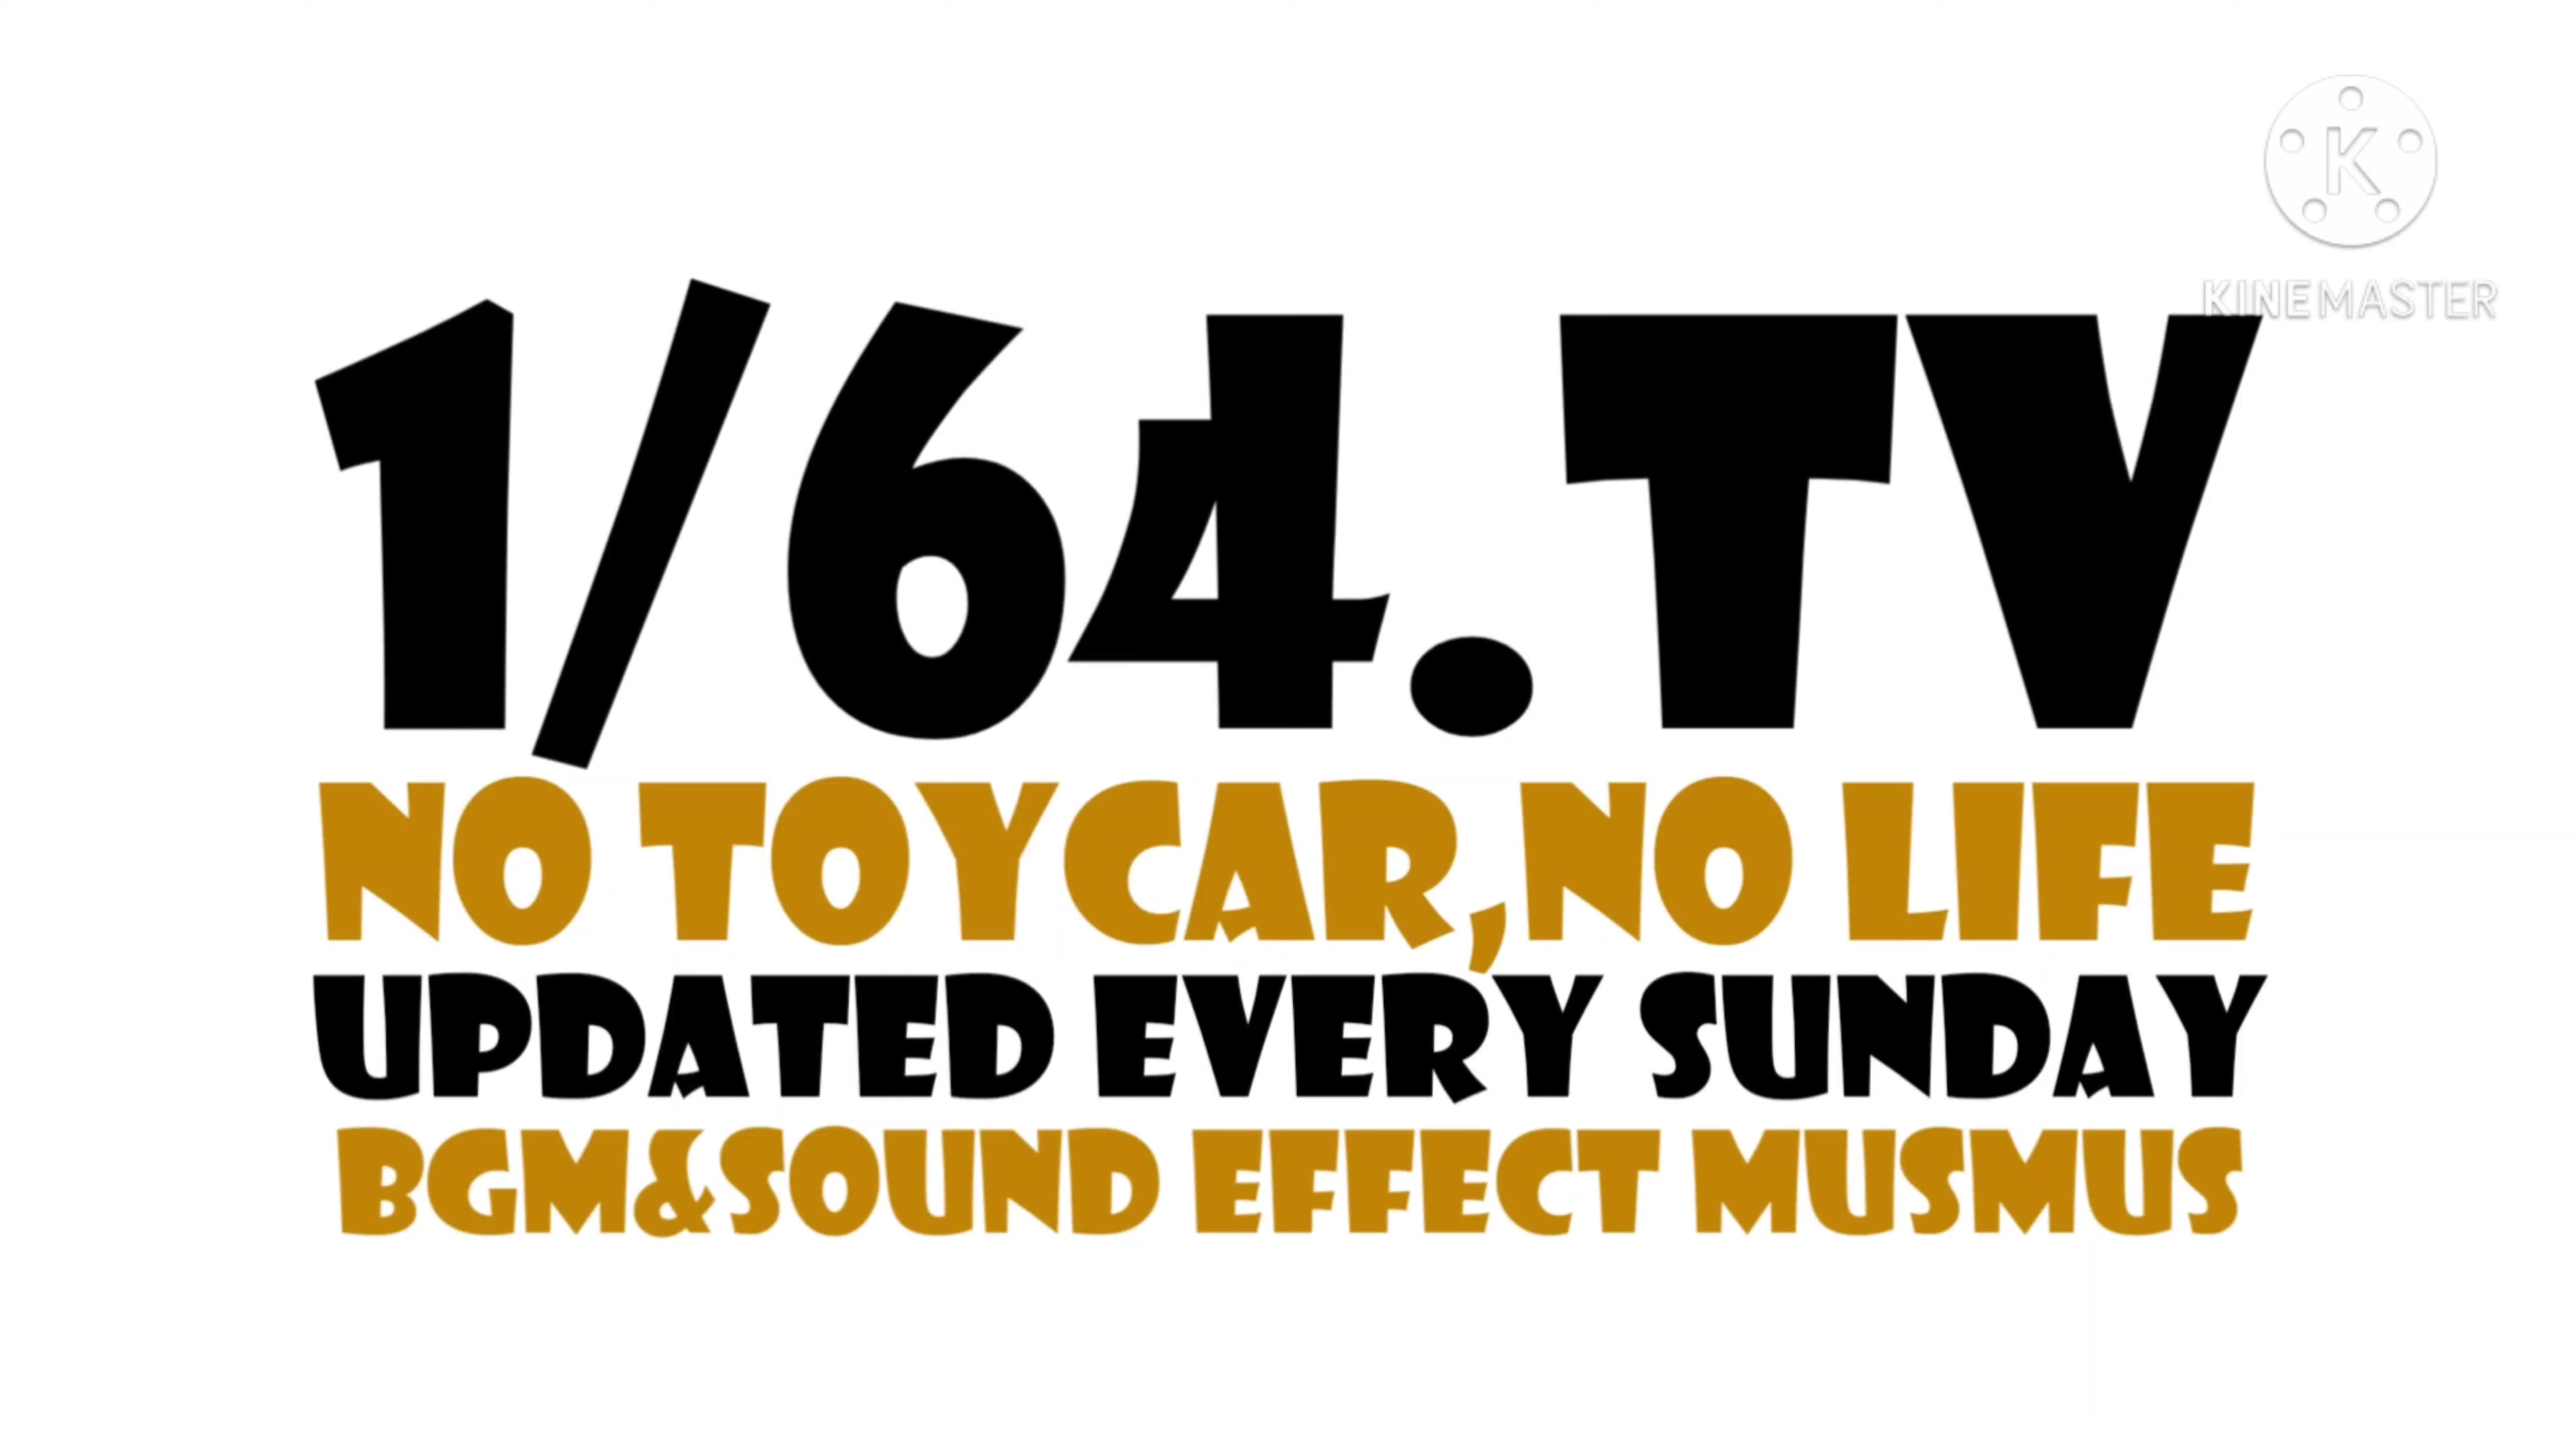 K
KINEMASTER
1/64.TV
NO TOYCAR,NO LIFE
UPDATED EVERY SUNDAY
BGM&SOUND EFFECT MUSMUS